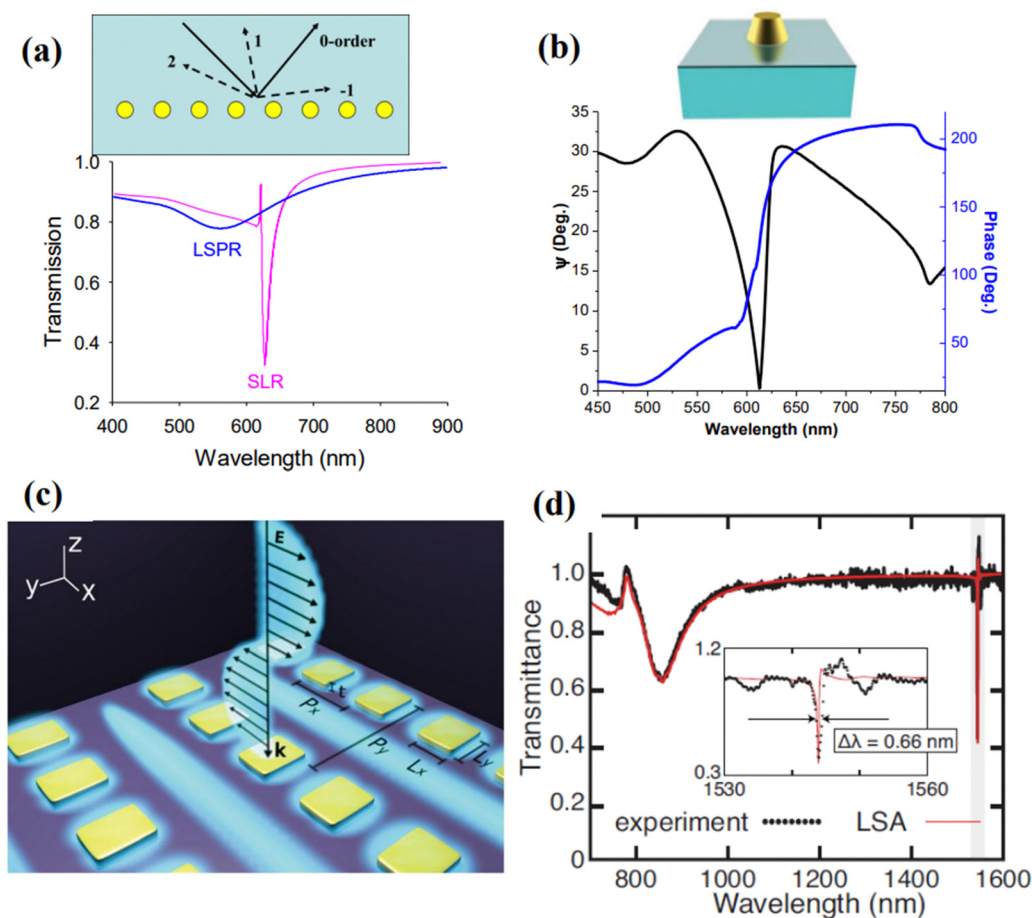 (a)
1
0-order
2
-1
1.0
0.8
0.6
0.4
0.2
Transmission
LSPR
SLR
400 500 600 700 800 900
Wavelength (nm)
(b)
35
30
25
20
15
10
5
0
Ψ (Deg.)
200
150
100
50
Phase (Deg.)
450 500 550 600 650 700 750 800
Wavelength (nm)
(c)
z
y
x
E
k
t
Px
Py
Lx
Ly
(d)
1.0
0.8
0.6
0.4
0.2
0
Transmittance
1.2
0.3
Δλ = 0.66 nm
1530 1560
experiment LSA
800 1000 1200 1400 1600
Wavelength (nm)